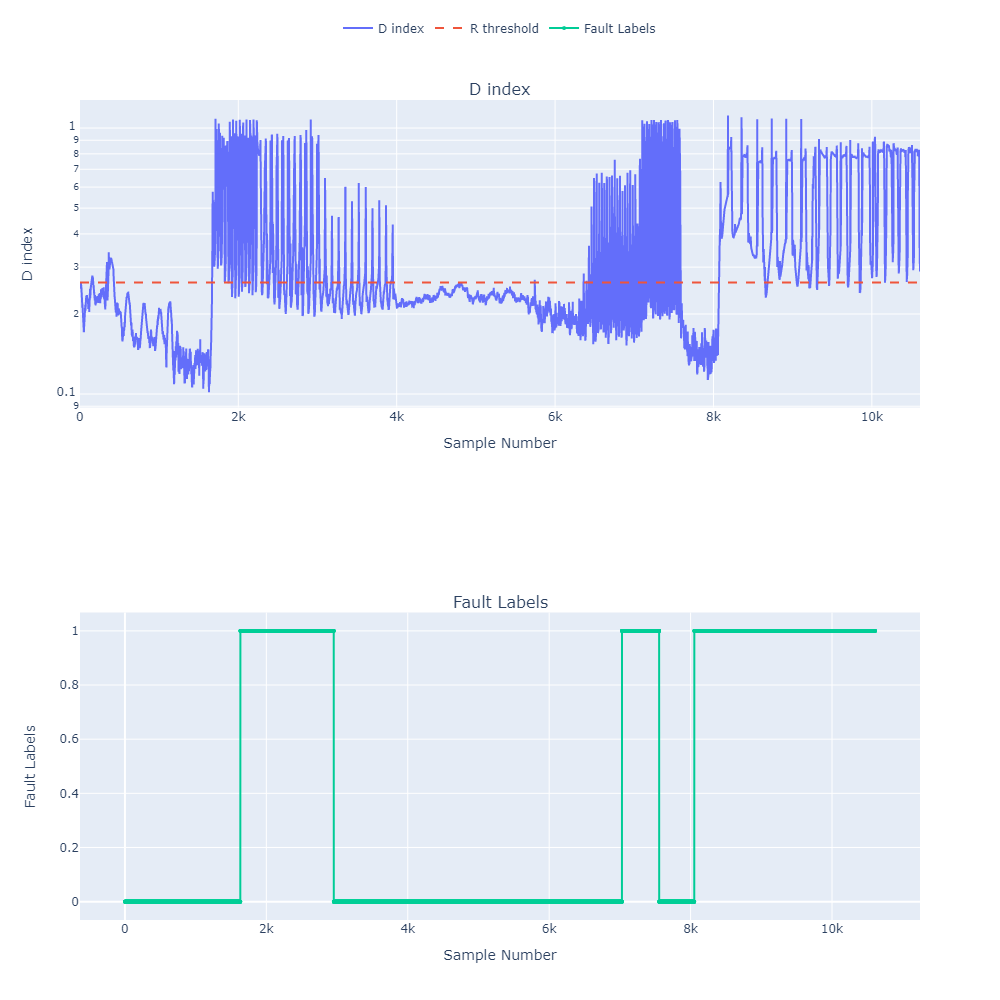 D index R threshold Fault Labels
D index
1
9
8
7
6
5
4
3
2
0.1
9
D index
0 2k 4k 6k 8k 10k
Sample Number
Fault Labels
1
0.8
0.6
0.4
0.2
0
Fault Labels
0 2k 4k 6k 8k 10k
Sample Number